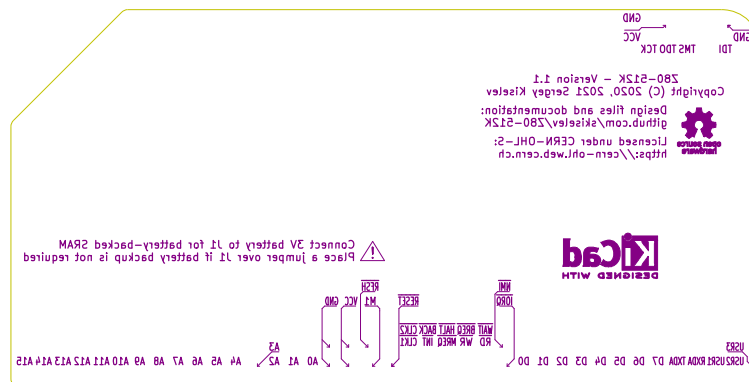 GND
GND VCC
TDI TMS TDO TCK
Z80-512K - Version 1.1
Copyright (C) 2020, 2021 Sergey Kiselev
Design files and documentation:
github.com/skiselev/Z80-512K
Licensed under CERN-OHL-S:
https://cern-ohl.web.cern.ch
open source
hardware
KiCad
DESIGNED WITH
Connect 3V battery to J1 for battery-backed SRAM
Place a jumper over J1 if battery backup is not required
NMI RFSH
IORQ RESET M1 VCC GND
WAIT BREQ HALT BACK CLK2
RD WR MREQ INT CLK1
USR3 A3
USR2 USR1 RXDA TXDA D7 D6 D5 D4 D3 D2 D1 D0 A0 A1 A2 A4 A5 A6 A7 A8 A9 A10 A11 A12 A13 A14 A15